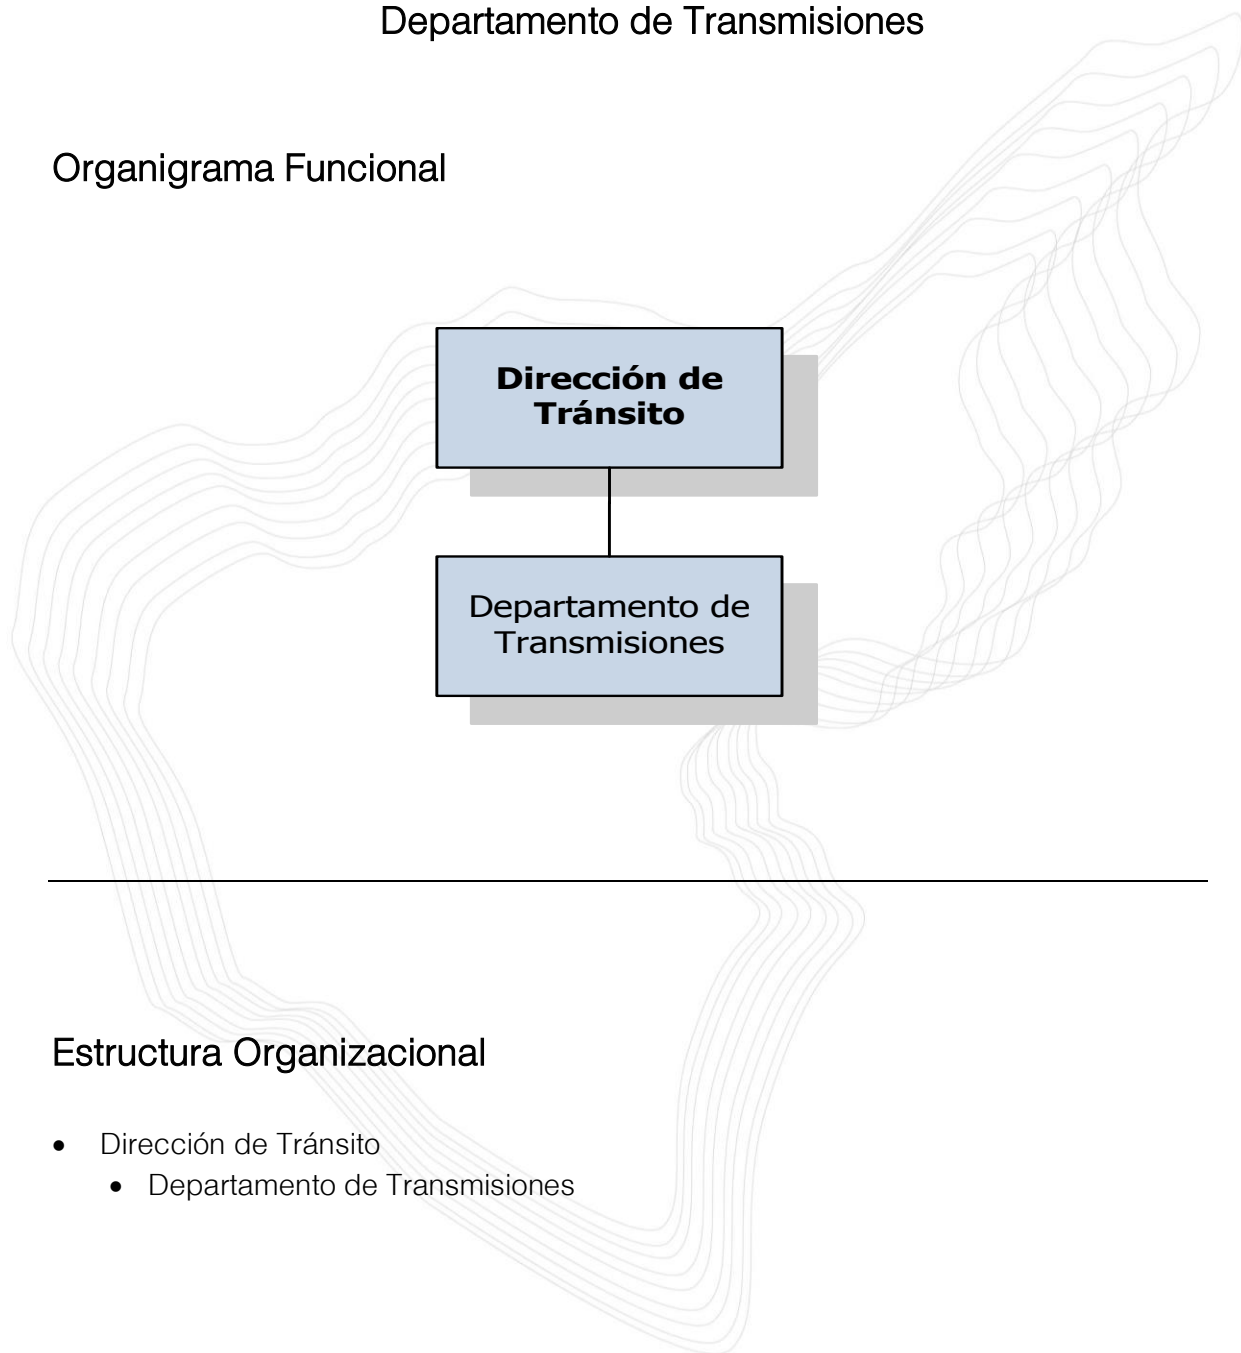 Departamento de Transmisiones
Organigrama Funcional
Dirección de
Tránsito
Departamento de
Transmisiones
Estructura Organizacional
• Dirección de Tránsito
• Departamento de Transmisiones